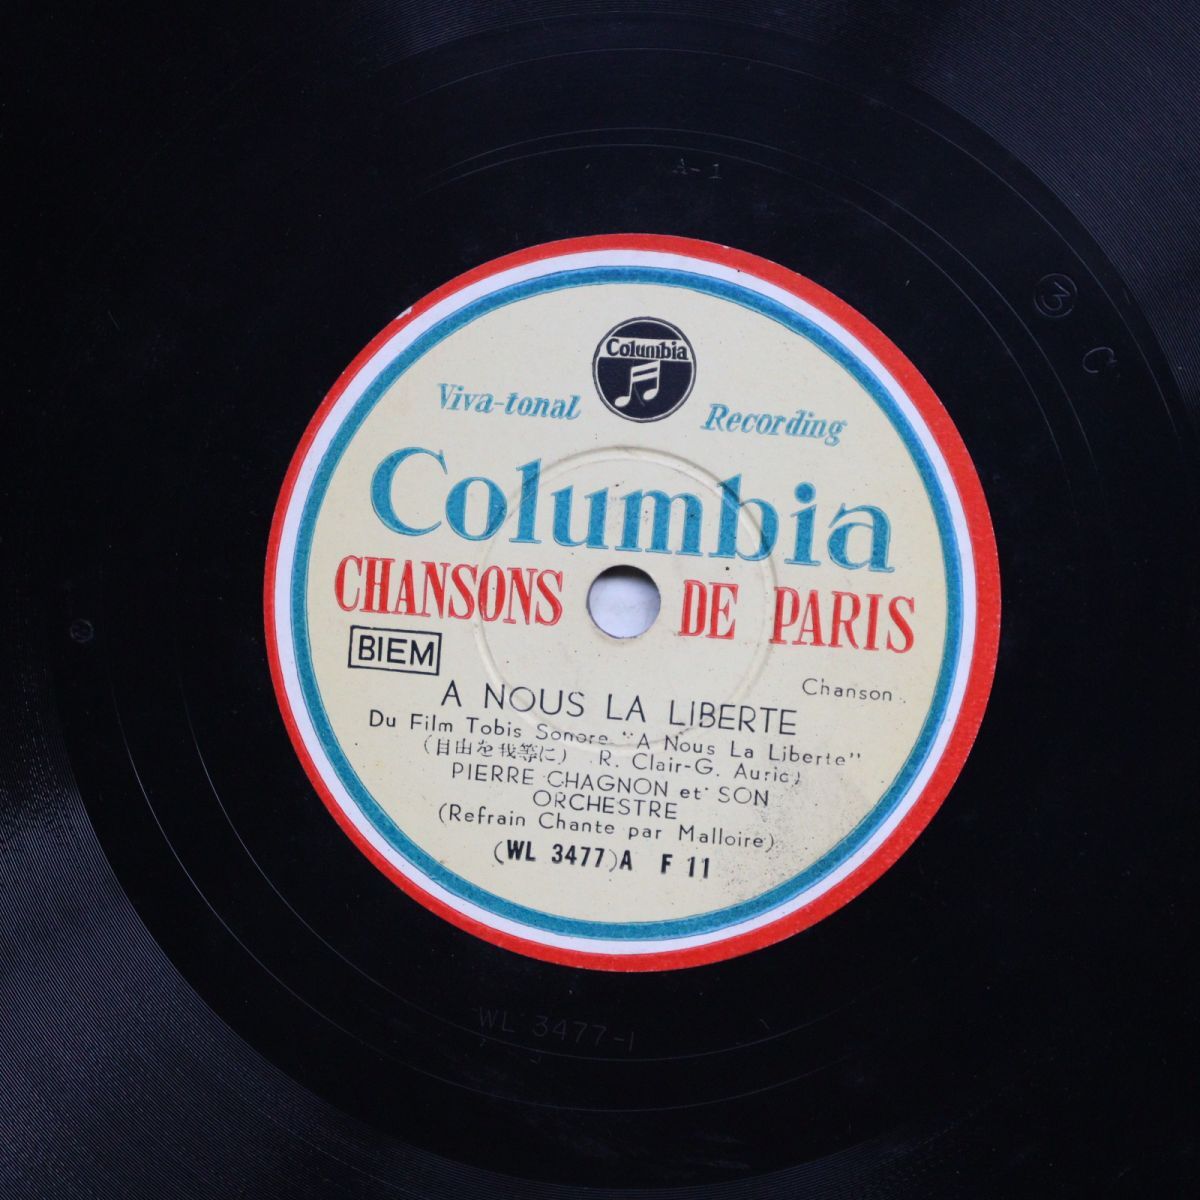 A-1
3
C
Columbia
Viva-tonal Recording
Columbia
CHANSONS DE PARIS
BIEM
Chanson
A NOUS LA LIBERTE
Du Film Tobis Sonore "A Nous La Liberte"
(自由を我等に) R. Clair-G. Auric)
PIERRE CHAGNON et SON
ORCHESTRE
(Refrain Chante par Malloire)
(WL 3477)A F 11
WL 3477-1